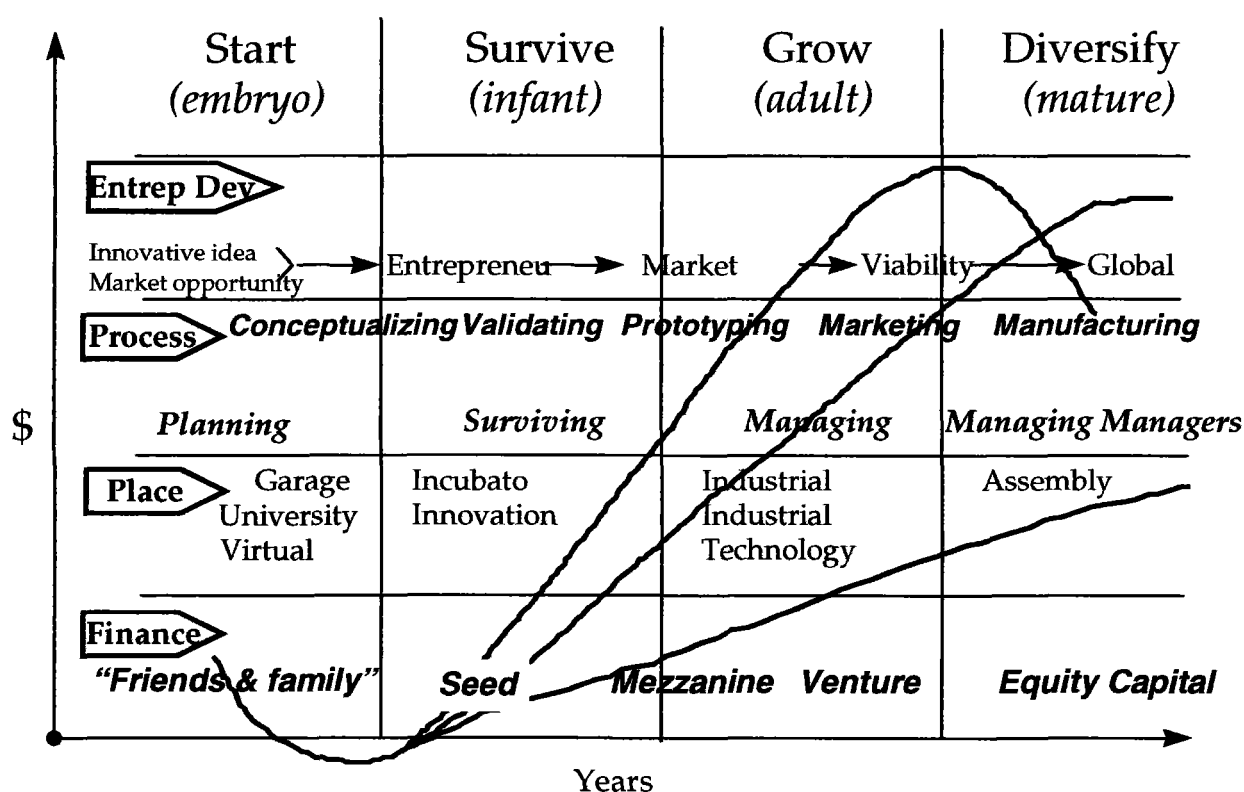 Start Survive Grow Diversify
(embryo) (infant) (adult) (mature)
Entrep Dev
Innovative idea
Market opportunity
Entrepreneu Market Viability Global
Process
Conceptualizing Validating Prototyping Marketing Manufacturing
$
Planning Surviving Managing Managing Managers
Place
Garage Incubato Industrial Assembly
University Innovation Industrial
Virtual Technology
Finance
“Friends & family” Seed Mezzanine Venture Equity Capital
Years